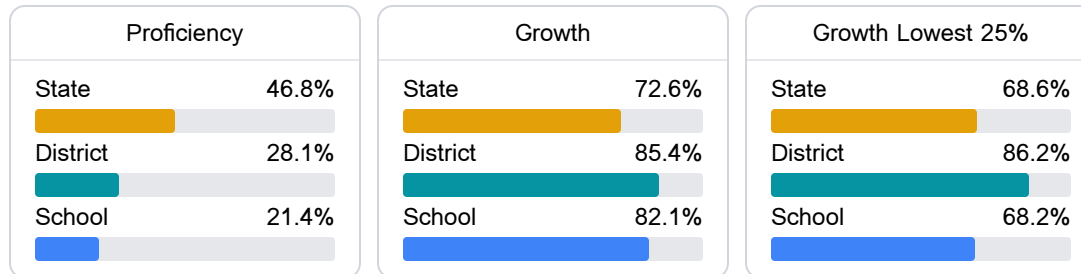 Proficiency
State 46.8%
District 28.1%
School 21.4%
Growth
State 72.6%
District 85.4%
School 82.1%
Growth Lowest 25%
State 68.6%
District 86.2%
School 68.2%